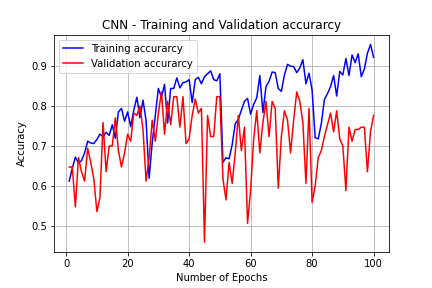 CNN - Training and Validation accurarcy
Training accurarcy
Validation accurarcy
0.9
0.8
0.7
0.6
0.5
Accuracy
0 20 40 60 80 100
Number of Epochs